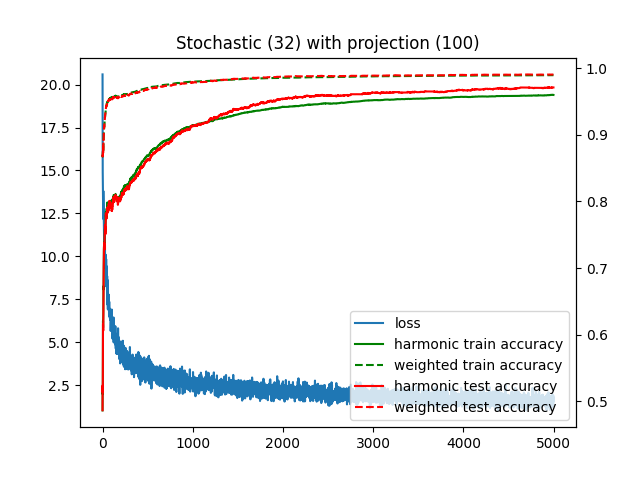 Stochastic (32) with projection (100)
20.0
17.5
15.0
12.5
10.0
7.5
5.0
2.5
1.0
0.9
0.8
0.7
0.6
0.5
loss
harmonic train accuracy
weighted train accuracy
harmonic test accuracy
weighted test accuracy
0 1000 2000 3000 4000 5000